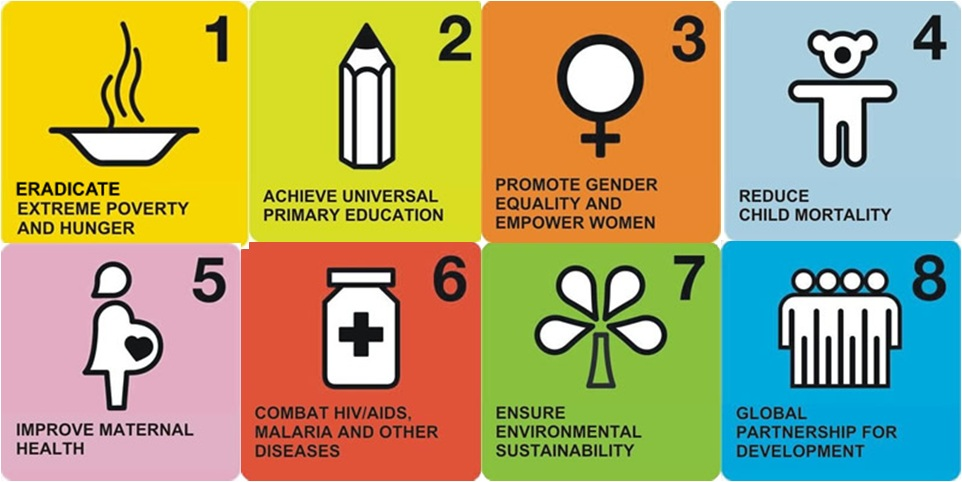 1
ERADICATE
EXTREME POVERTY
AND HUNGER
2
ACHIEVE UNIVERSAL
PRIMARY EDUCATION
3
PROMOTE GENDER
EQUALITY AND
EMPOWER WOMEN
4
REDUCE
CHILD MORTALITY
5
IMPROVE MATERNAL
HEALTH
6
COMBAT HIV/AIDS,
MALARIA AND OTHER
DISEASES
7
ENSURE
ENVIRONMENTAL
SUSTAINABILITY
8
GLOBAL
PARTNERSHIP FOR
DEVELOPMENT